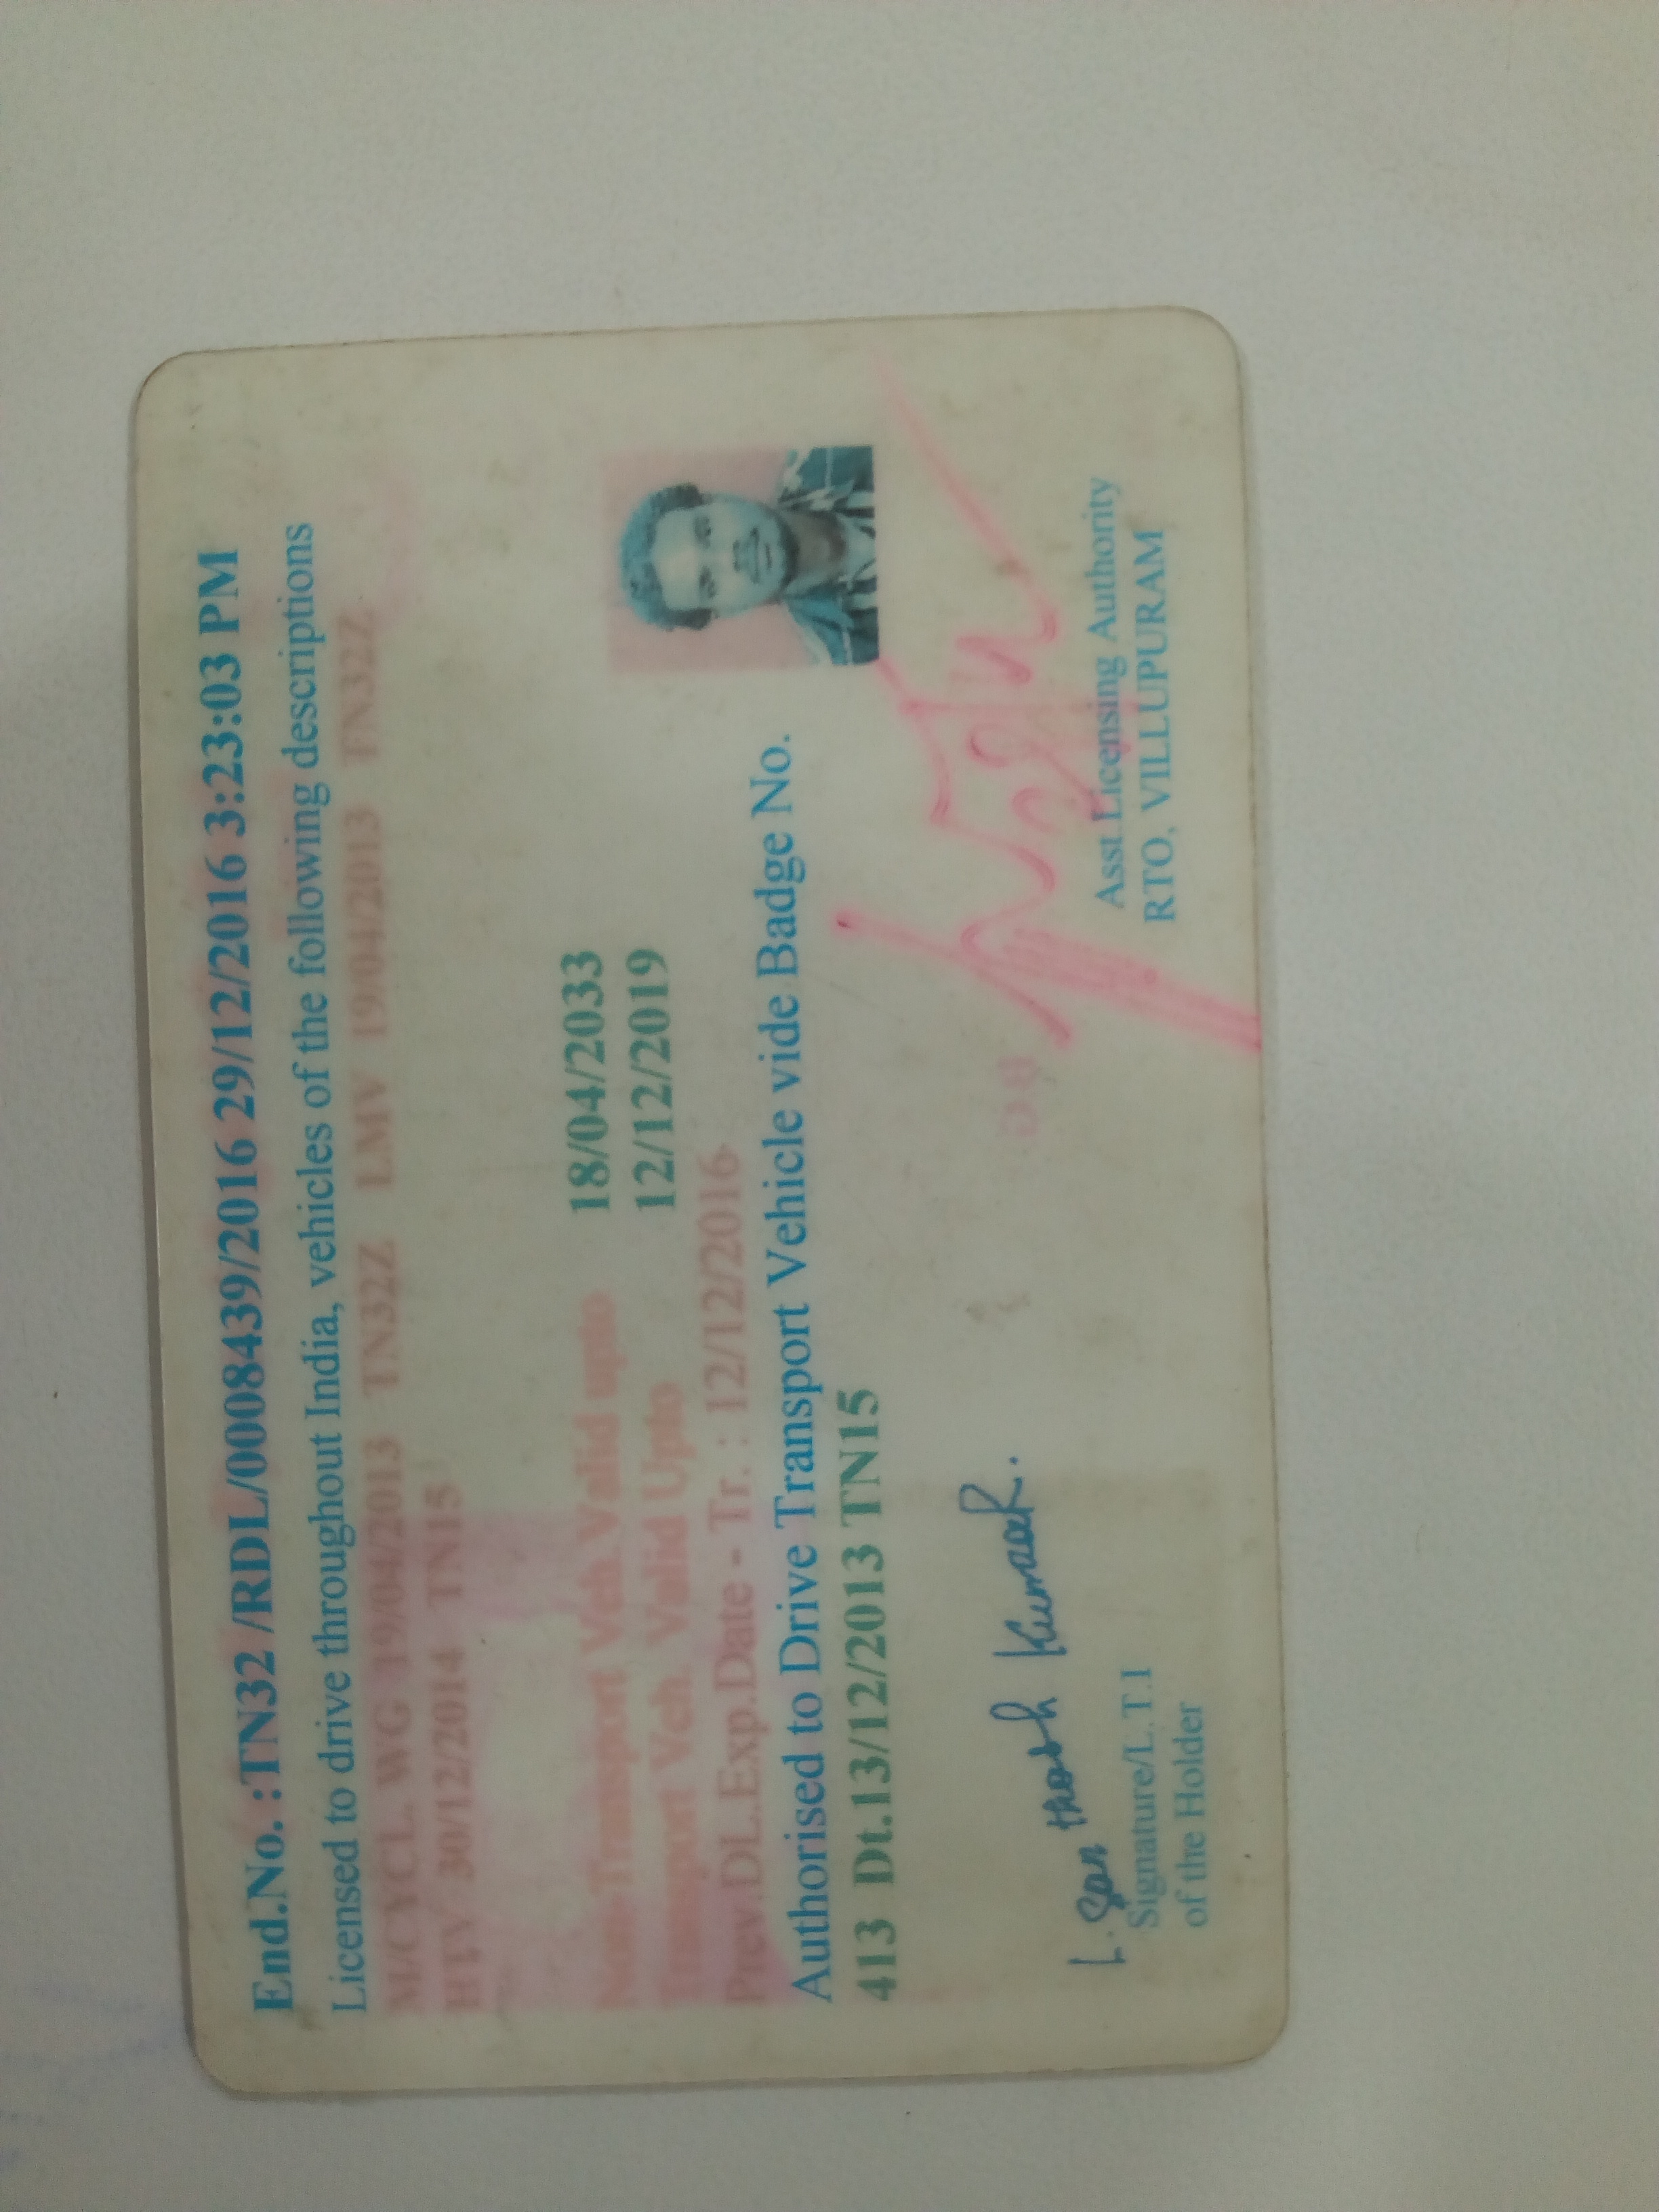 End.No. :TN32 /RDL/0008439/2016 29/12/2016 3:23:03 PM
Licensed to drive throughout India, vehicles of the following descriptions
M/CYCL. WG 19/04/2013 TN32Z LMV 19/04/2013 TN32Z
HTV 30/12/2014 TN15
Non-Transport Veh Valid upto 18/04/2033
Transport Veh. Valid Upto 12/12/2019
Prev.DL.Exp.Date - Tr. : 12/12/2016
Authorised to Drive Transport Vehicle vide Badge No.
413 Dt.13/12/2013 TN15
L. Santhosh Kumar.
Signature/L.T.I
of the Holder
Asst Licensing Authority
RTO, VILLUPURAM